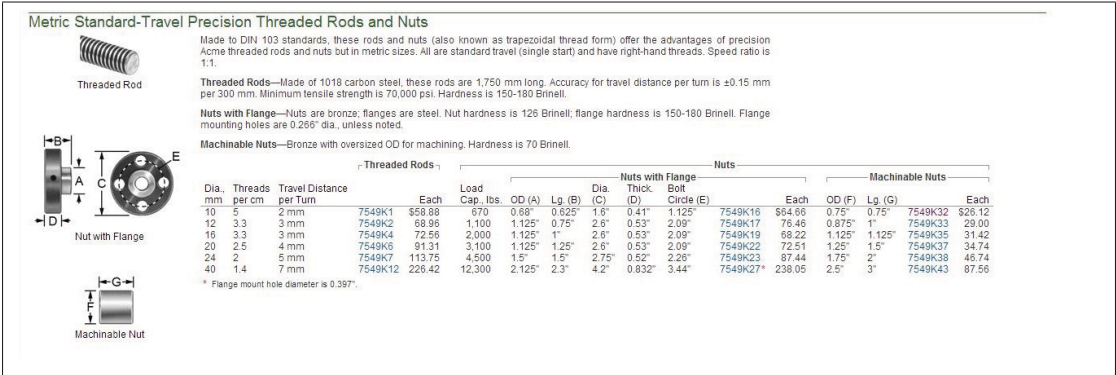 Metric Standard-Travel Precision Threaded Rods and Nuts
Made to DIN 103 standards, these rods and nuts (also known as trapezoidal thread form) offer the advantages of precision
Acme threaded rods and nuts but in metric sizes. All are standard travel (single start) and have right-hand threads. Speed ratio is
1:1.
Threaded Rod
Threaded Rods—Made of 1018 carbon steel, these rods are 1,750 mm long. Accuracy for travel distance per turn is ±0.15 mm
per 300 mm. Minimum tensile strength is 70,000 psi. Hardness is 150-180 Brinell.
Nuts with Flange—Nuts are bronze; flanges are steel. Nut hardness is 126 Brinell; flange hardness is 150-180 Brinell. Flange
mounting holes are 0.266" dia., unless noted.
Machinable Nuts—Bronze with oversized OD for machining. Hardness is 70 Brinell.
B
E
A
C
D
Nut with Flange
G
F
Machinable Nut
Threaded Rods Nuts
Nuts with Flange Machinable Nuts
Dia., Threads Travel Distance Load Dia. Thick. Bolt
mm per cm per Turn Each Cap., lbs. OD (A) Lg. (B) (C) (D) Circle (E) Each OD (F) Lg. (G) Each
10 5 2 mm 7549K1 $58.88 670 0.68" 0.625" 1.6" 0.41" 1.125" 7549K16 $64.66 0.75" 0.75" 7549K32 $26.12
12 3.3 3 mm 7549K2 68.96 1,100 1.125" 0.75" 2.6" 0.53" 2.09" 7549K17 76.46 0.875" 1" 7549K33 29.00
16 3.3 3 mm 7549K4 72.56 2,000 1.125" 1" 2.6" 0.53" 2.09" 7549K19 68.22 1.125" 1.125" 7549K35 31.42
20 2.5 4 mm 7549K6 91.31 3,100 1.125" 1.25" 2.6" 0.53" 2.09" 7549K22 72.51 1.25" 1.5" 7549K37 34.74
24 2 5 mm 7549K7 113.75 4,500 1.5" 1.5" 2.75" 0.52" 2.26" 7549K23 87.44 1.75" 2" 7549K38 46.74
40 1.4 7 mm 7549K12 226.42 12,300 2.125" 2.3" 4.2" 0.832" 3.44" 7549K27* 238.05 2.5" 3" 7549K43 87.56
* Flange mount hole diameter is 0.397".